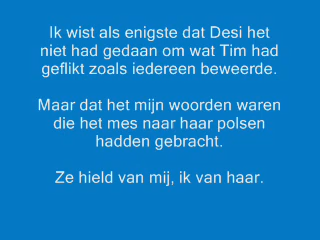 Ik wist als enigste dat Desi het
niet had gedaan om wat Tim had
geflikt zoals iedereen beweerde.
Maar dat het mijn woorden waren
die het mes naar haar polsen
hadden gebracht.
Ze hield van mij, ik van haar.